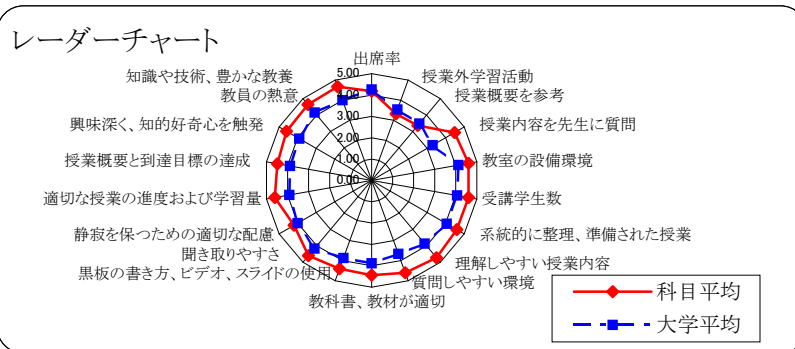 レーダーチャート
出席率
授業外学習活動
授業概要を参考
授業内容を先生に質問
教室の設備環境
受講学生数
系統的に整理、準備された授業
理解しやすい授業内容
質問しやすい環境
教科書、教材が適切
黒板の書き方、ビデオ、スライドの使用
聞き取りやすさ
静寂を保つための適切な配慮
適切な授業の進度および学習量
授業概要と到達目標の達成
興味深く、知的好奇心を触発
教員の熱意
知識や技術、豊かな教養
5.00
4.00
3.00
2.00
1.00
0.00
科目平均
大学平均